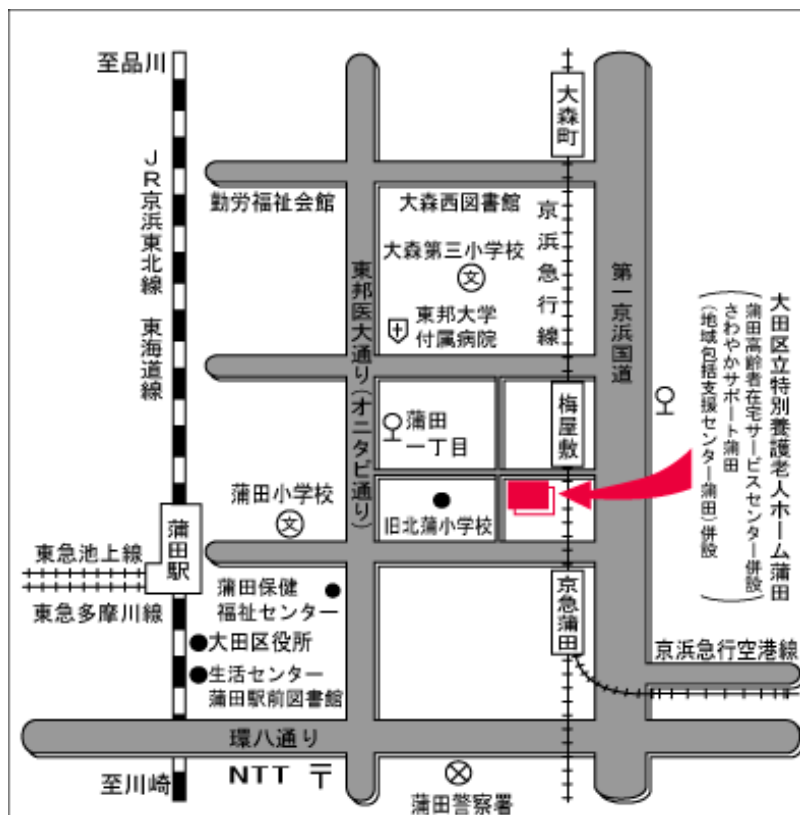 至品川
JR京浜東北線
東海道線
勤労福祉会館
大森西図書館
大森町
京浜急行線
大森第三小学校
文
東邦大学
付属病院
東邦医大通り(オニタビ通り)
第一京浜国道
大田区立特別養護老人ホーム蒲田
(蒲田高齢者在宅サービスセンター併設
さわやかサポート蒲田
(地域包括支援センター蒲田)併設)
梅屋敷
蒲田
一丁目
蒲田小学校
文
旧北蒲小学校
蒲田駅
東急池上線
東急多摩川線
蒲田保健
福祉センター
京急蒲田
大田区役所
生活センター
蒲田駅前図書館
京浜急行空港線
環八通り
至川崎
NTT 〒
蒲田警察署